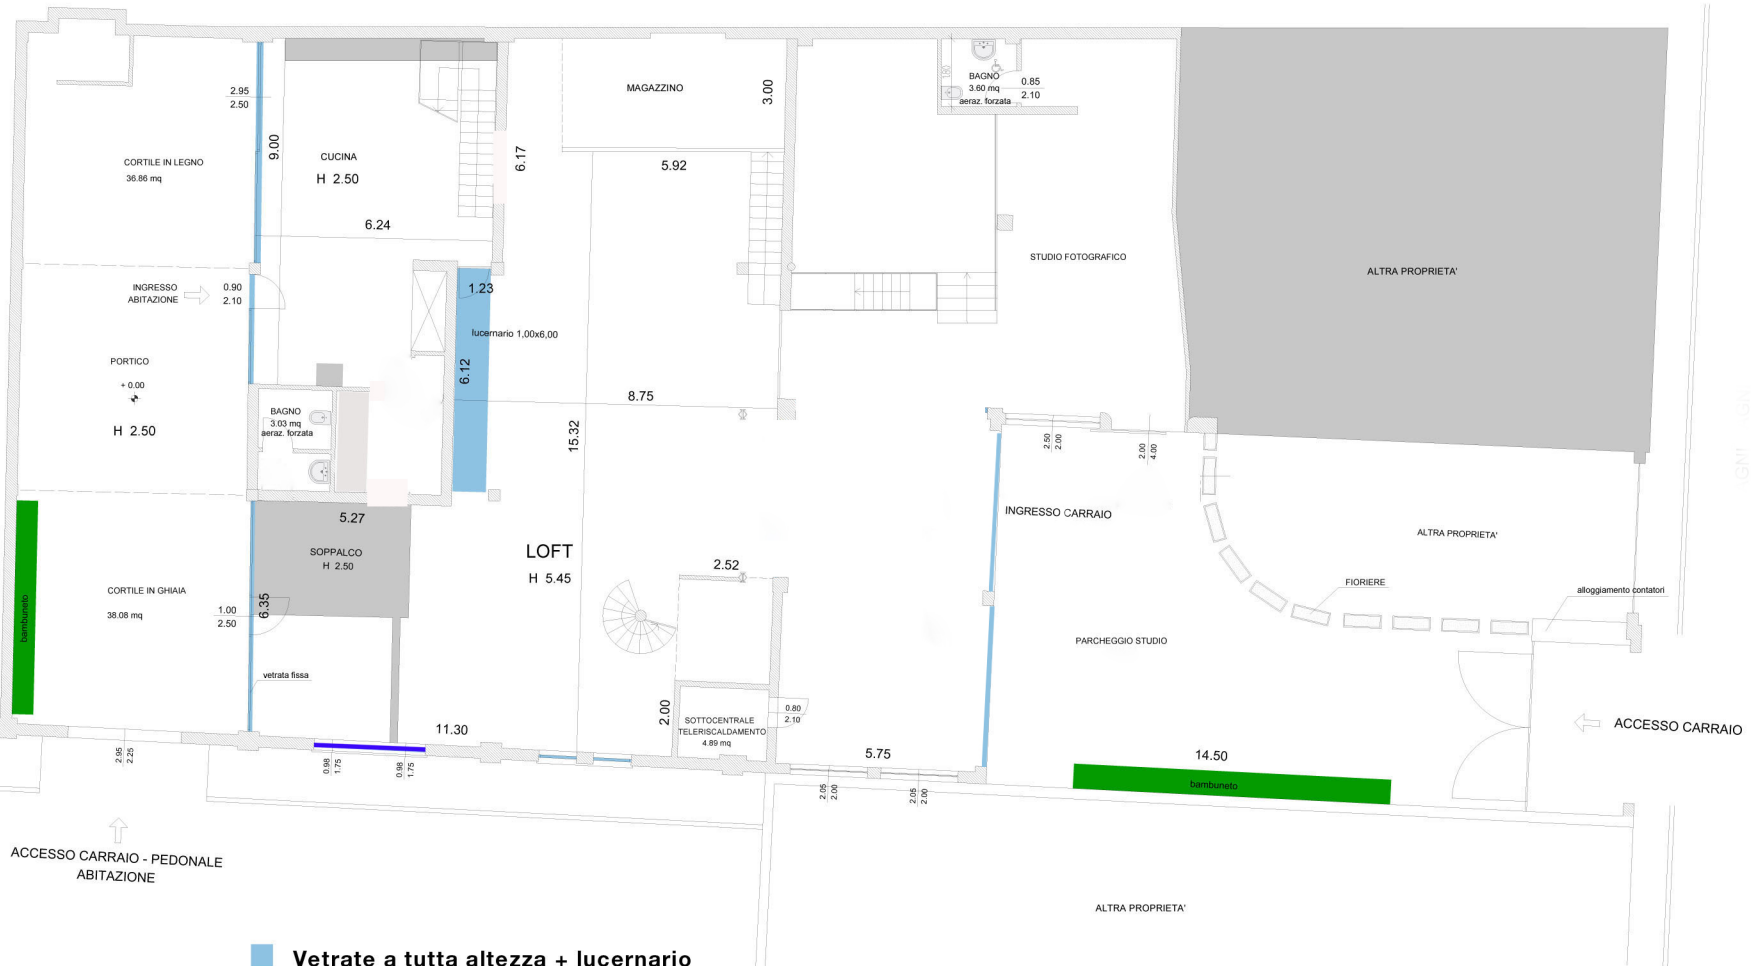 BAGNO
3.60 mq
aeraz. forzata
180
0.85
2.10
2.95
2.50
MAGAZZINO
3.00
9.00
CUCINA
H 2.50
6.17
CORTILE IN LEGNO
36.86 mq
5.92
6.24
STUDIO FOTOGRAFICO
ALTRA PROPRIETA'
INGRESSO
ABITAZIONE
0.90
2.10
1.23
lucernario 1,00x6,00
PORTICO
+ 0.00
H 2.50
6.12
8.75
BAGNO
3.03 mq
aeraz. forzata
15.32
2.50
2.00
2.00
4.00
INGRESSO CARRAIO
5.27
SOPPALCO
H 2.50
LOFT
H 5.45
2.52
ALTRA PROPRIETA'
FIORIERE
alloggiamento contatori
CORTILE IN GHIAIA
38.08 mq
bambuneto
1.00
2.50
6.35
PARCHEGGIO STUDIO
vetrata fissa
2.00
SOTTOCENTRALE
TELERISCALDAMENTO
4.89 mq
0.80
2.10
11.30
5.75
14.50
ACCESSO CARRAIO
bambuneto
2.95
2.25
0.98
1.75
0.98
1.75
2.05
2.00
2.05
2.00
ACCESSO CARRAIO - PEDONALE
ABITAZIONE
ALTRA PROPRIETA'
Vetrate a tutta altezza + lucernario